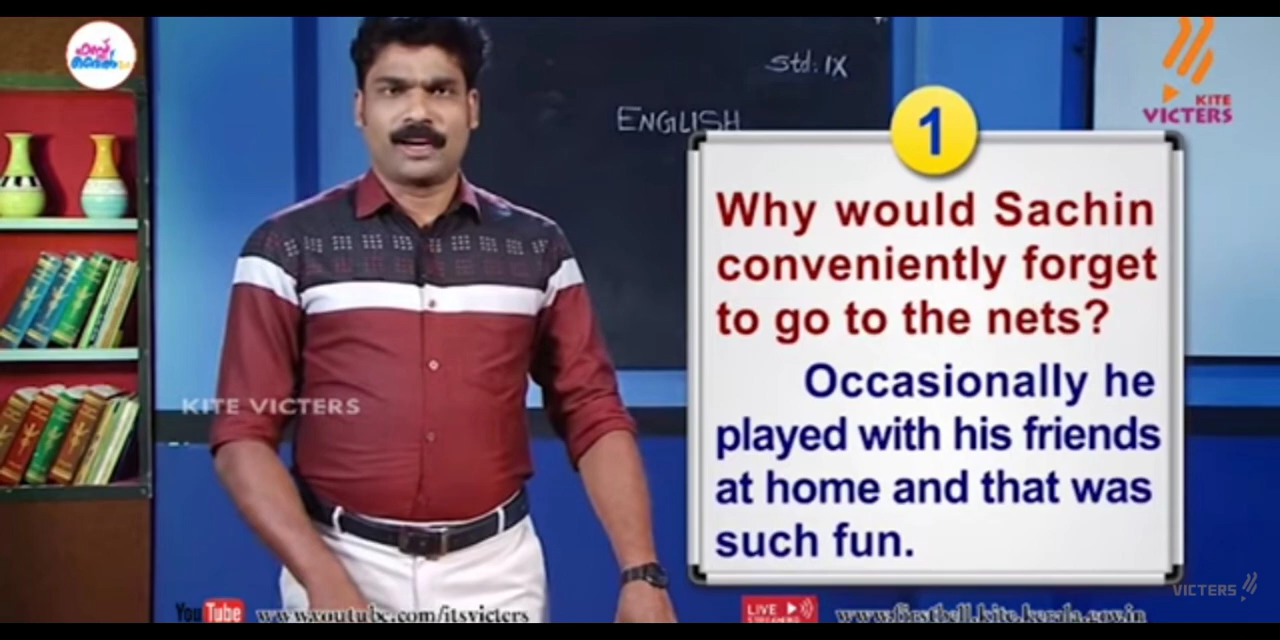 Std: IX
ENGLISH
KITE
VICTERS
1
Why would Sachin
conveniently forget
to go to the nets?
Occasionally he
played with his friends
at home and that was
such fun.
KITE VICTERS
VICTERS
YouTube www.youtube.com/itsvicters
LIVE
STREAMING
www.firstbell.kite.kerala.gov.in